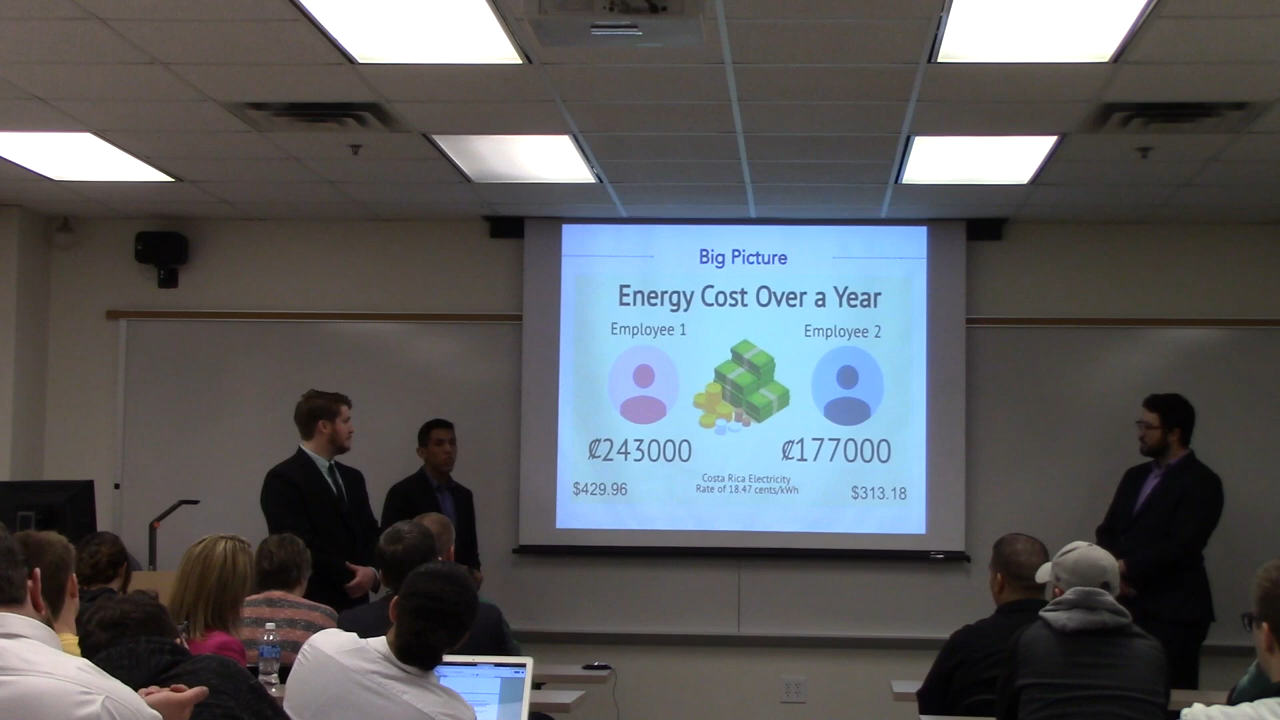 Big Picture
Energy Cost Over a Year
Employee 1
Employee 2
₡243000
₡177000
Costa Rica Electricity
Rate of 18.47 cents/kWh
$429.96
$313.18